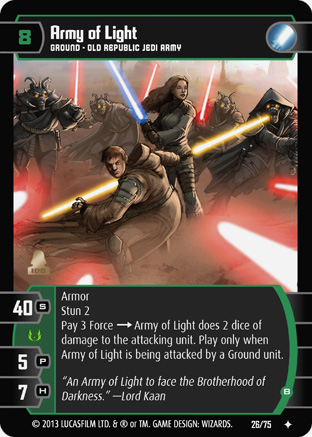 8
Army of Light
GROUND - OLD REPUBLIC JEDI ARMY
100
40 S
5 P
7 H
Armor
Stun 2
Pay 3 Force → Army of Light does 2 dice of
damage to the attacking unit. Play only when
Army of Light is being attacked by a Ground unit.
"An Army of Light to face the Brotherhood of
Darkness." —Lord Kaan
B
© 2013 LUCASFILM LTD. & ® or TM. GAME DESIGN: WIZARDS. 26/75